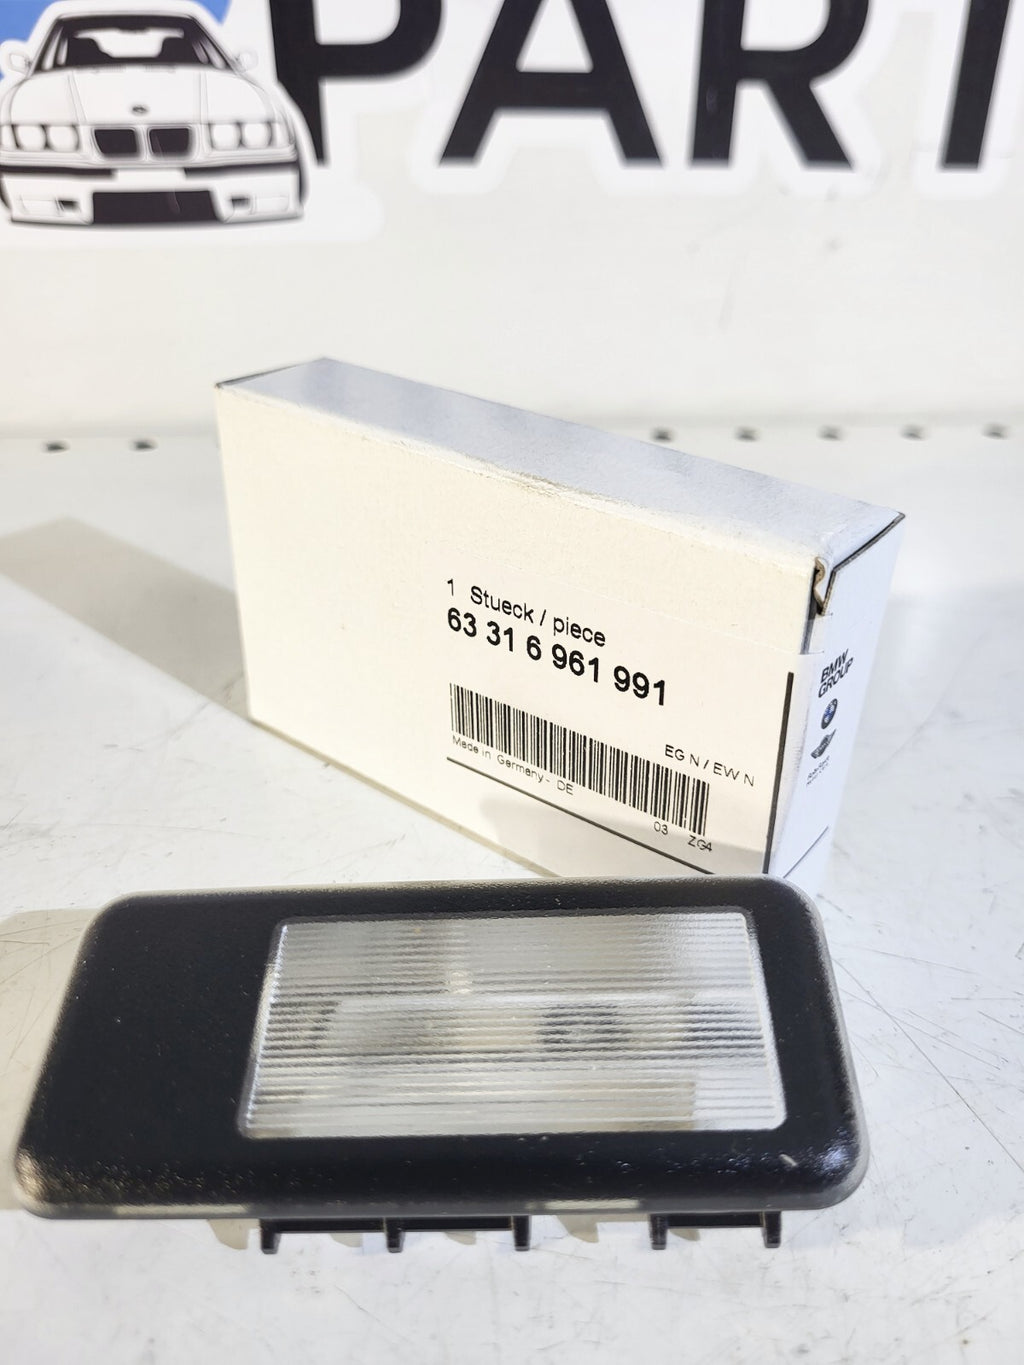 PART
1 Stueck / piece
63 31 6 961 991
EG N / EW N
Made in Germany - DE
03 ZG4
BMW
GROUP